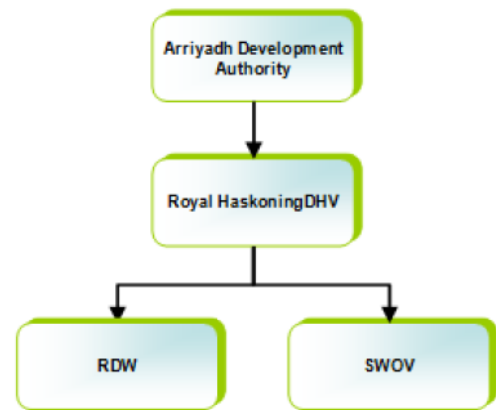 Arriyadh Development
Authority
Royal HaskoningDHV
RDW
SWOV